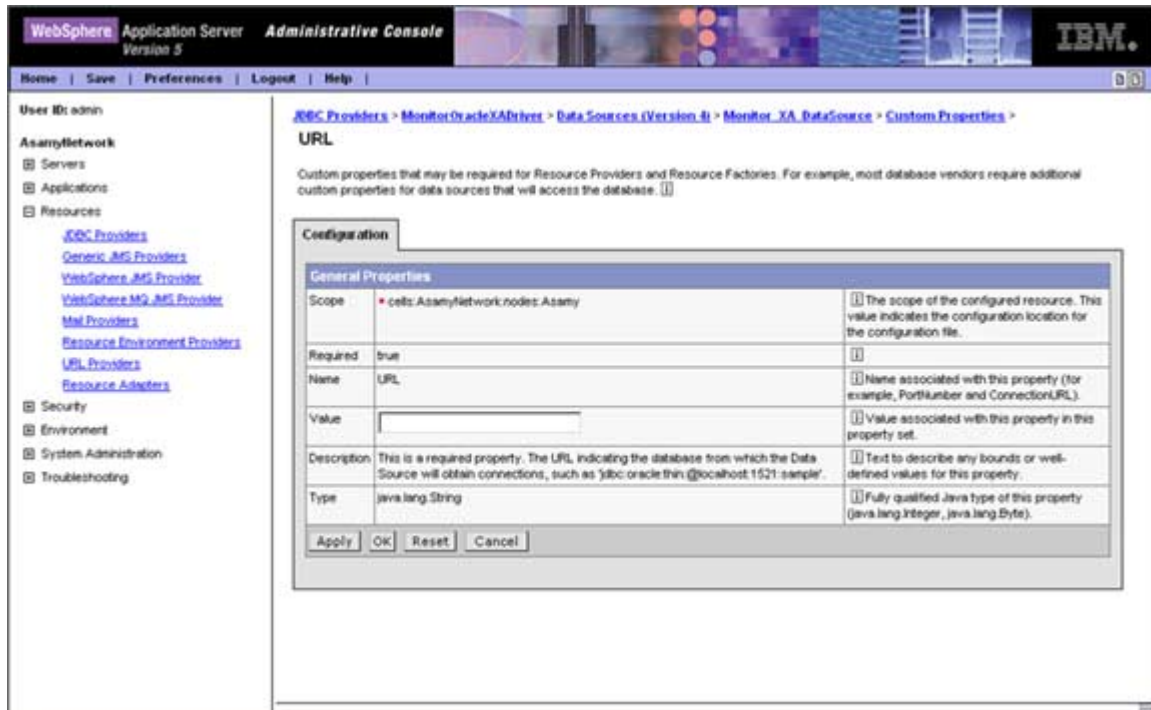 WebSphere Application Server Administrative Console
Version 5
IBM.
Home | Save | Preferences | Logout | Help |
User ID: admin
AsamyNetwork
Servers
Applications
Resources
JDBC Providers
Generic JMS Providers
WebSphere JMS Provider
WebSphere MQ JMS Provider
Mail Providers
Resource Environment Providers
URL Providers
Resource Adapters
Security
Environment
System Administration
Troubleshooting
JDBC Providers > MonitorOracleXADriver > Data Sources (Version 4) > Monitor_XA_DataSource > Custom Properties >
URL
Custom properties that may be required for Resource Providers and Resource Factories. For example, most database vendors require additional
custom properties for data sources that will access the database. i
Configuration
General Properties
Scope * cells:AsamyNetwork:nodes:Asamy i The scope of the configured resource. This
value indicates the configuration location for
the configuration file.
Required true i
Name URL i Name associated with this property (for
example, PortNumber and ConnectionURL).
Value i Value associated with this property in this
property set.
Description This is a required property. The URL indicating the database from which the Data i Text to describe any bounds or well-
Source will obtain connections, such as 'jdbc:oracle:thin:@localhost:1521:sample'. defined values for this property.
Type java.lang.String i Fully qualified Java type of this property
(java.lang.Integer, java.lang.Byte).
Apply OK Reset Cancel